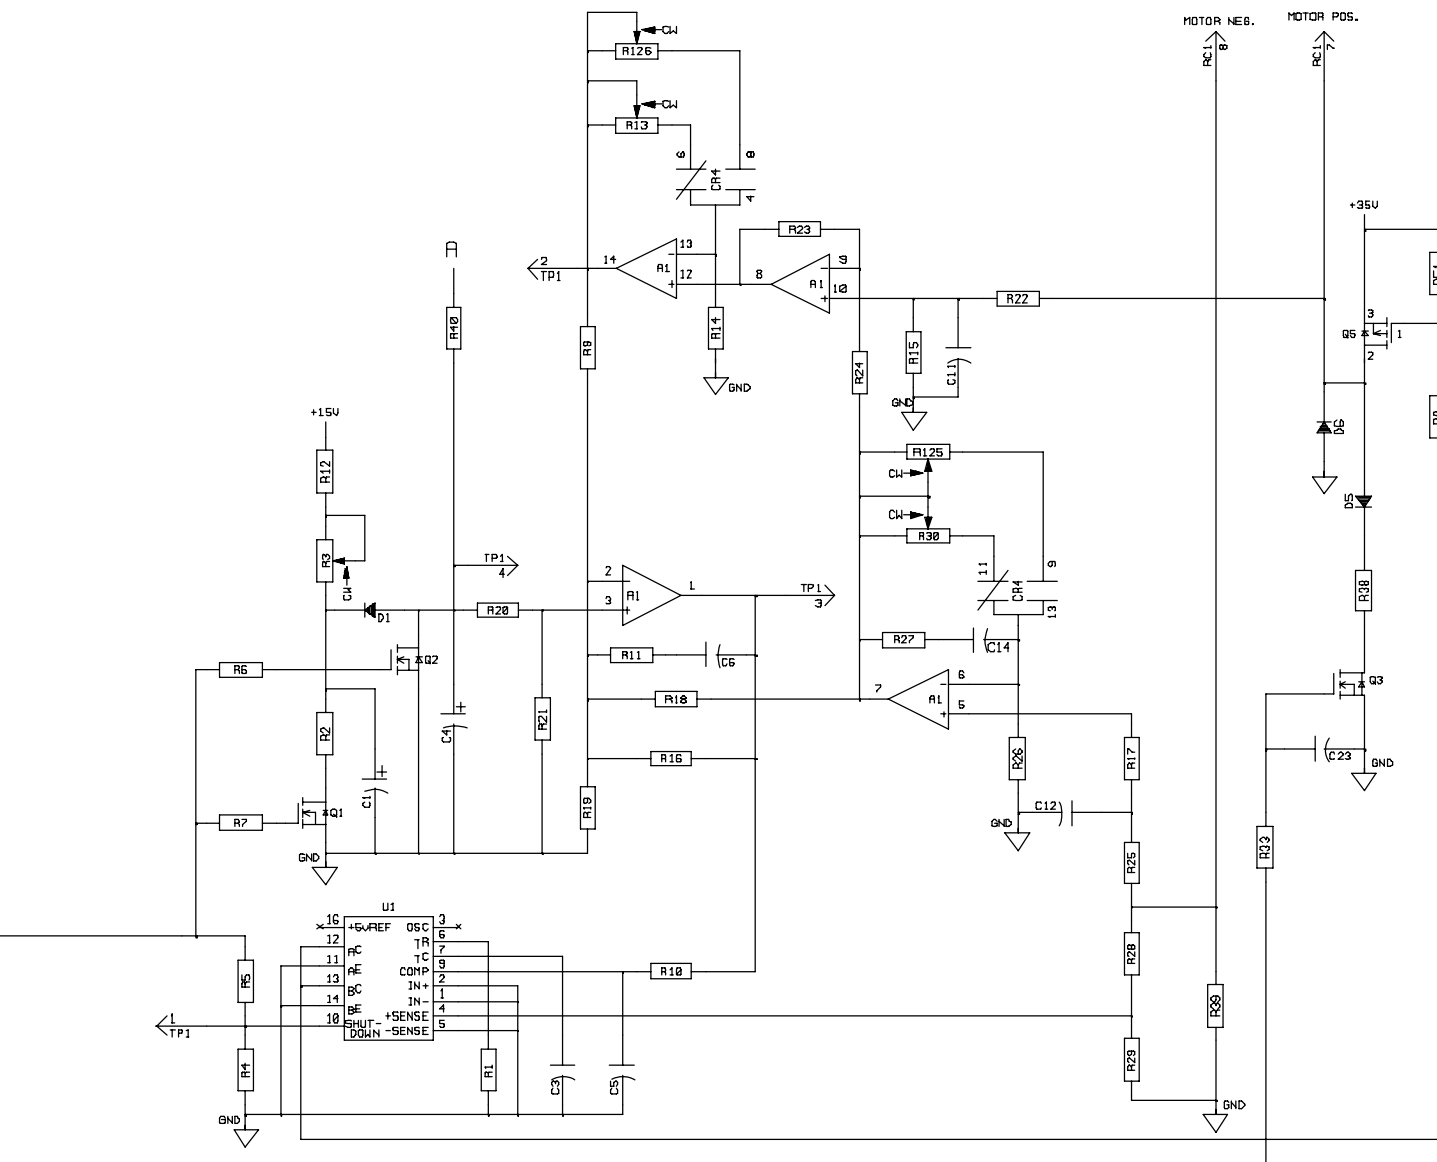 MOTOR NEG.
MOTOR POS.
RC1
8
RC1
7
CW
R126
CW
R13
6
8
CR4
4
+35V
A
R23
2
TP1
14
A1
13
12
8
A1
9
10
R22
R40
R9
R14
GND
R24
R15
C11
GND
3
Q5
1
2
D6
+15V
R12
R3
CW
R125
CW
CW
R30
D5
11
9
CR4
13
TP1
4
2
3
A1
1
TP1
3
R38
D1
R20
R27
C14
R6
Q2
R11
C6
7
A1
6
5
Q3
R2
C4
R21
R18
R16
R26
R17
C23
GND
C1
R19
C12
GND
R7
Q1
GND
R25
R33
U1
16
+5VREF
OSC
3
12
AC
TR
6
11
AE
TC
7
13
BC
COMP
9
14
BE
IN+
2
IN-
1
10
SHUT-
DOWN
+SENSE
4
-SENSE
5
R10
R28
R5
R39
1
TP1
R4
R1
C3
C5
R29
GND
GND